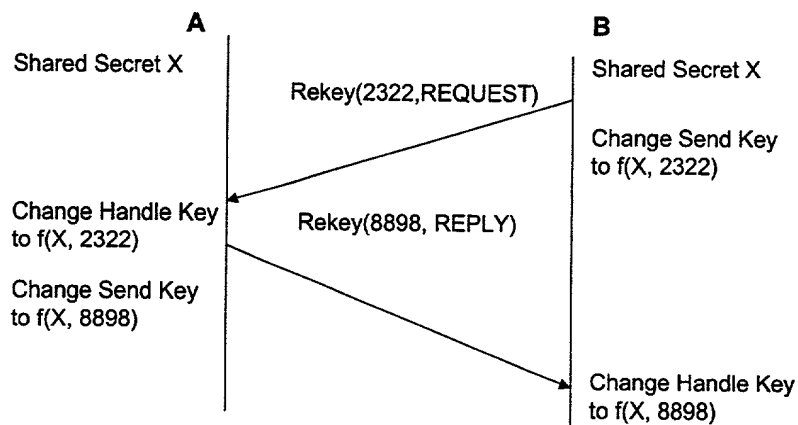 A
B
Shared Secret X
Shared Secret X
Rekey(2322,REQUEST)
Change Send Key
to f(X, 2322)
Change Handle Key
to f(X, 2322)
Rekey(8898, REPLY)
Change Send Key
to f(X, 8898)
Change Handle Key
to f(X, 8898)